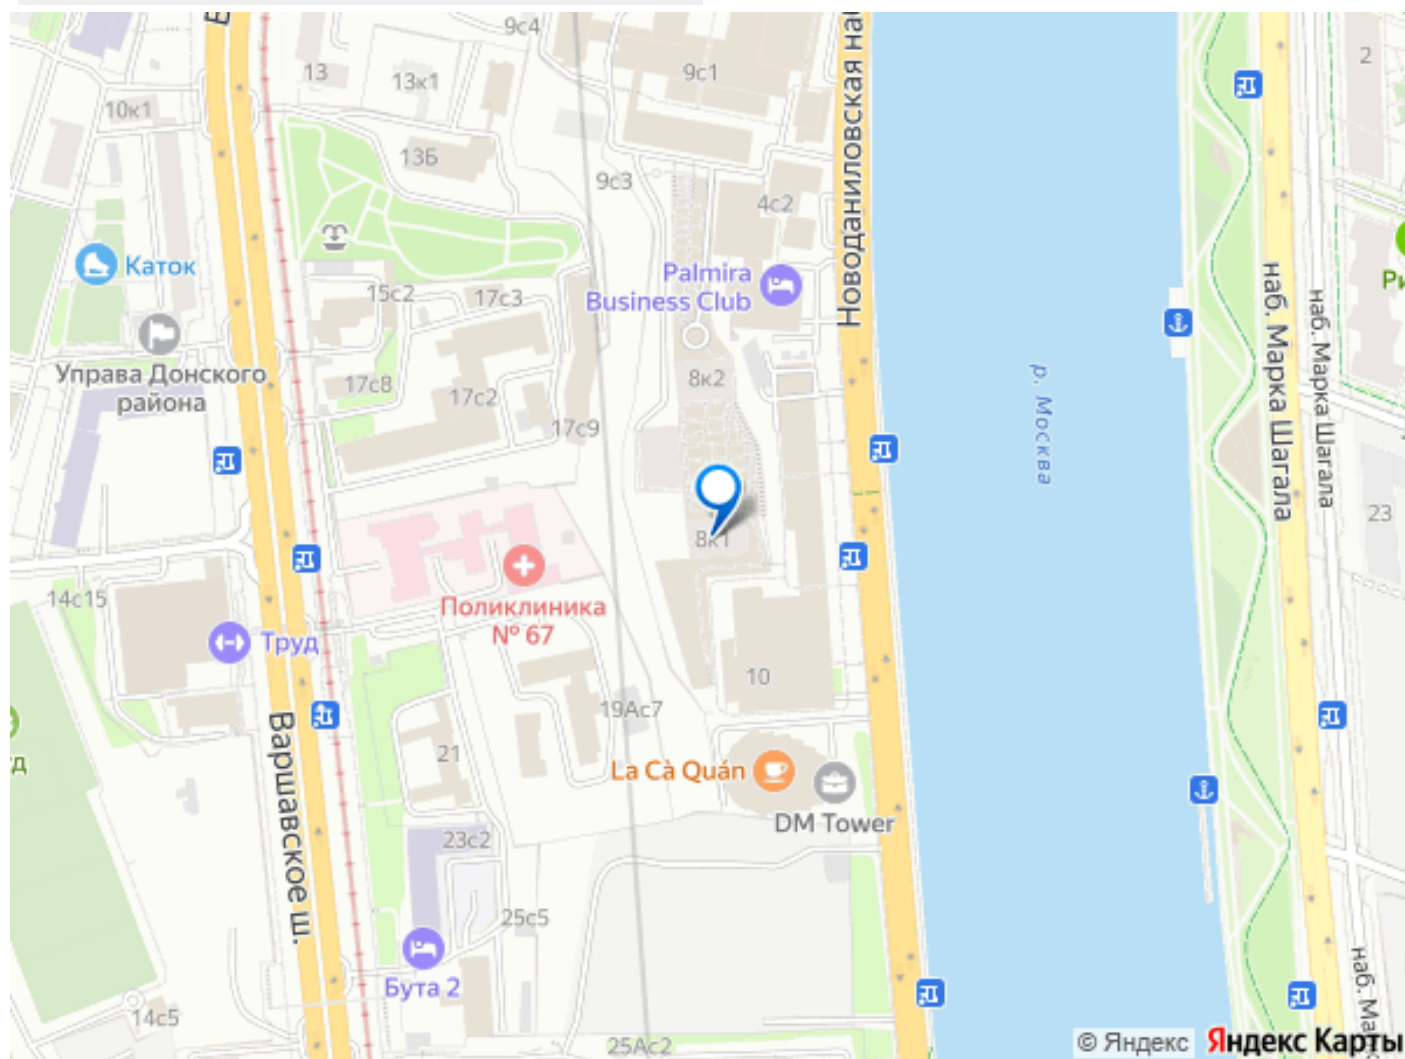 9с4
9с1
13
13к1
10к1
2
13Б
9с3
4с2
Новоданиловская наб
Каток
Palmira
Business Club
15с2
17с3
наб. Марка Шагала
наб. Марка Шагала
Управа Донского
района
17с8
17с2
8к2
17с9
р. Москва
8к1
23
14с15
Поликлиника
№ 67
Труд
10
19Ас7
Варшавское ш.
21
La Cà Quán
DM Tower
23с2
25с5
Бута 2
14с5
25Ас2
наб. Ма
© Яндекс
Яндекс Карты